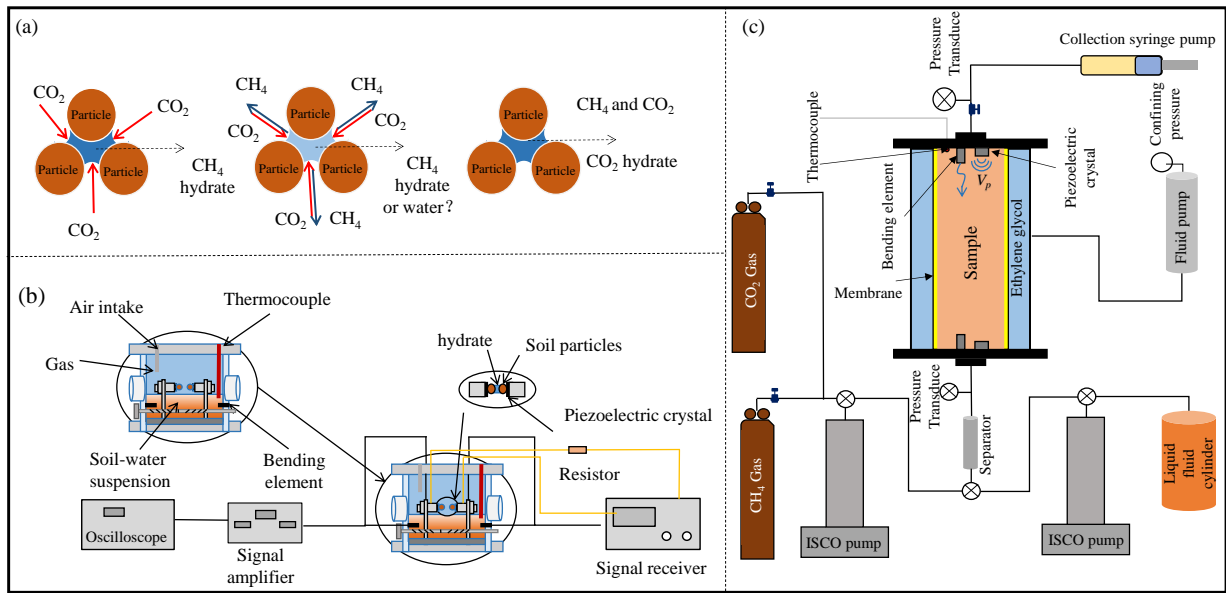 (a)
CO2
CO2
CO2
Particle
Particle
Particle
CH4
hydrate
CH4
CH4
CO2
CO2
Particle
Particle
Particle
CO2
CH4
CH4
hydrate
or water?
Particle
Particle
Particle
CH4 and CO2
CO2 hydrate
(b)
Air intake
Thermocouple
Gas
hydrate
Soil particles
Piezoelectric crystal
Soil-water
suspension
Bending
element
Resistor
Oscilloscope
Signal
amplifier
Signal receiver
(c)
Pressure
Transduce
Collection syringe pump
Confining
pressure
Thermocouple
Bending element
Vp
Piezoelectric
crystal
Membrane
Sample
Ethylene glycol
Fluid pump
CO2 Gas
CH4 Gas
Pressure
Transduce
Separator
Liquid
fluid
cylinder
ISCO pump
ISCO pump